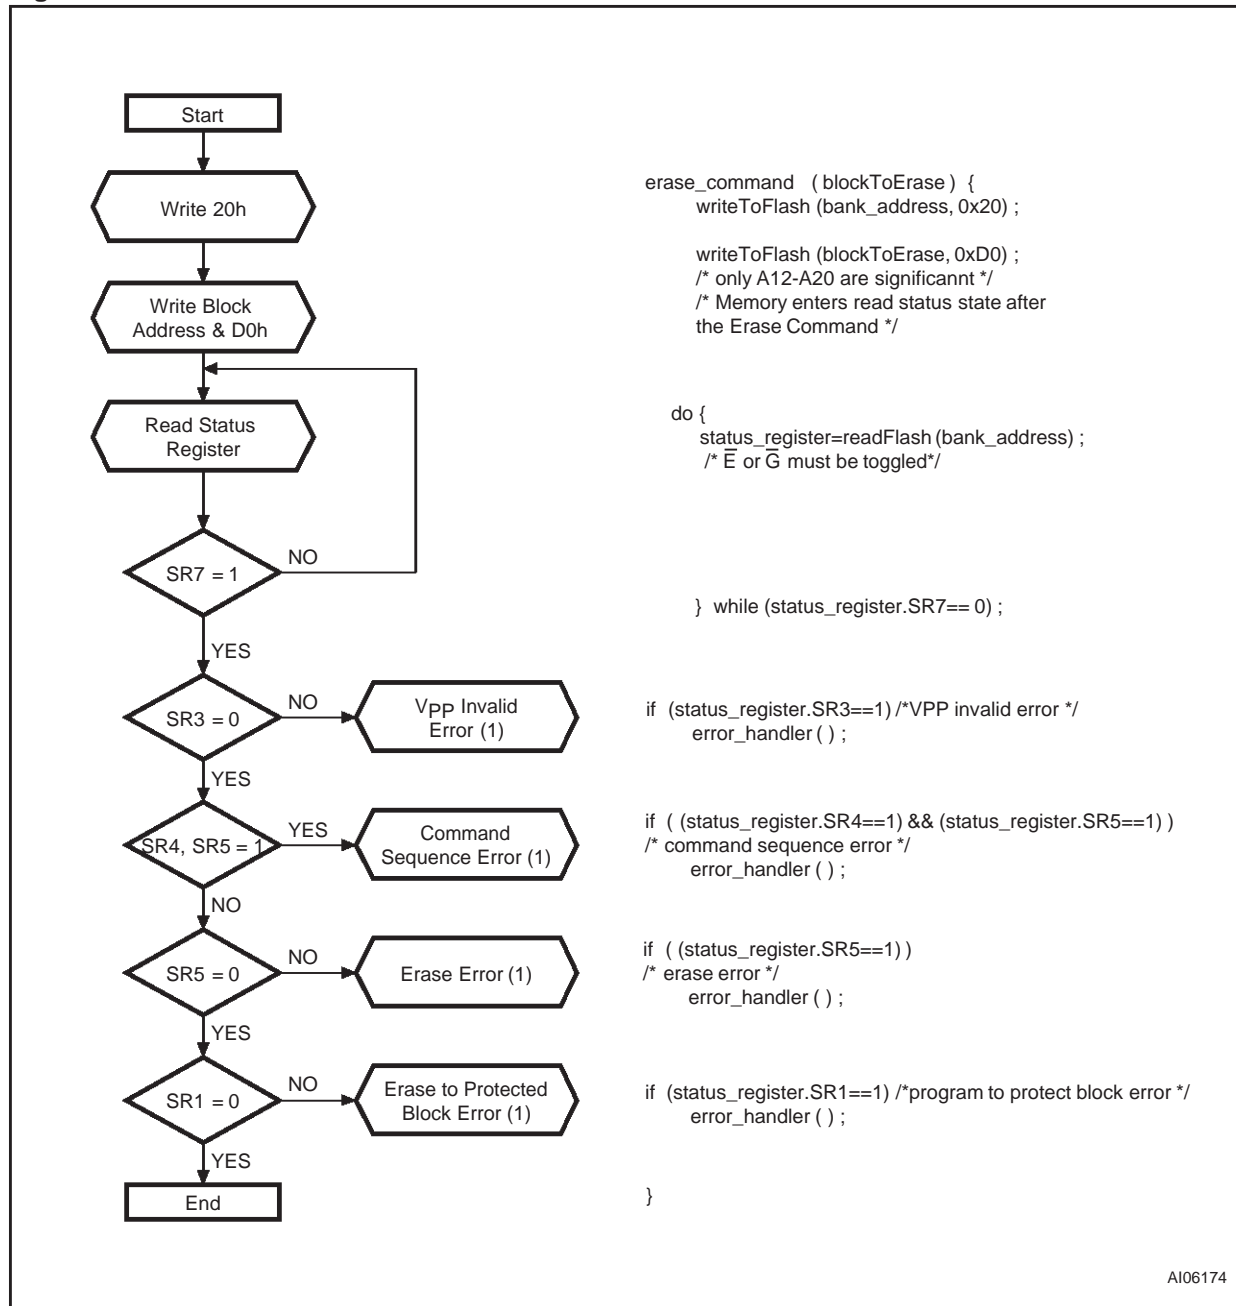 Start
Write 20h
Write Block
Address & D0h
Read Status
Register
SR7 = 1
NO
YES
SR3 = 0
NO
VPP Invalid
Error (1)
YES
SR4, SR5 = 1
YES
Command
Sequence Error (1)
NO
SR5 = 0
NO
Erase Error (1)
YES
SR1 = 0
NO
Erase to Protected
Block Error (1)
YES
End
erase_command ( blockToErase ) {
writeToFlash (bank_address, 0x20) ;
writeToFlash (blockToErase, 0xD0) ;
/* only A12-A20 are significannt */
/* Memory enters read status state after
the Erase Command */
do {
status_register=readFlash (bank_address) ;
/* E̅ or G̅ must be toggled*/
} while (status_register.SR7== 0) ;
if (status_register.SR3==1) /*VPP invalid error */
error_handler ( ) ;
if ( (status_register.SR4==1) && (status_register.SR5==1) )
/* command sequence error */
error_handler ( ) ;
if ( (status_register.SR5==1) )
/* erase error */
error_handler ( ) ;
if (status_register.SR1==1) /*program to protect block error */
error_handler ( ) ;
}
AI06174